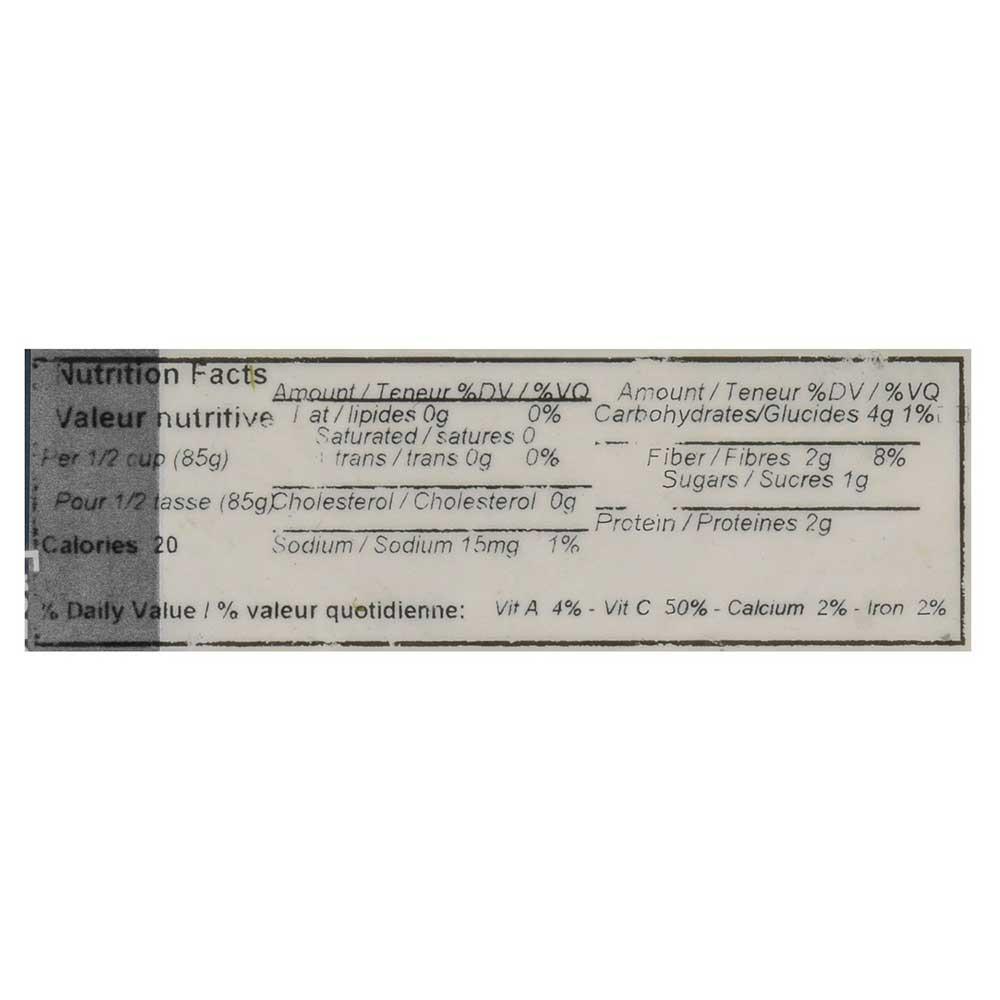 Nutrition Facts
Valeur nutritive
Per 1/2 cup (85g)
Pour 1/2 tasse (85g)
Calories 20
Amount / Teneur %DV / %VQ
Fat / lipides 0g 0%
Saturated / satures 0
trans / trans 0g 0%
Cholesterol / Cholesterol 0g
Sodium / Sodium 15mg 1%
Amount / Teneur %DV / %VQ
Carbohydrates/Glucides 4g 1%
Fiber / Fibres 2g 8%
Sugars / Sucres 1g
Protein / Proteines 2g
% Daily Value / % valeur quotidienne: Vit A 4% - Vit C 50% - Calcium 2% - Iron 2%